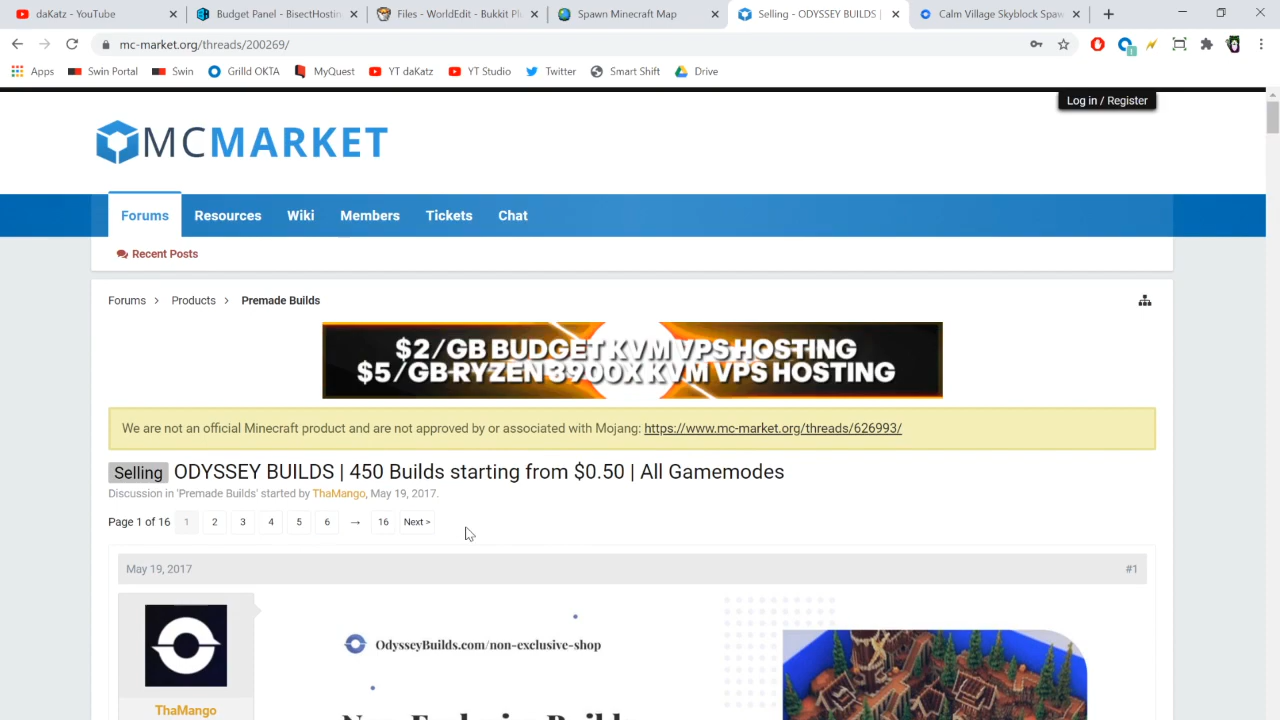 daKatz - YouTube
Budget Panel - BisectHostin
Files - WorldEdit - Bukkit Pl
Spawn Minecraft Map
Selling - ODYSSEY BUILDS |
Calm Village Skyblock Spaw
mc-market.org/threads/200269/
Apps
Swin Portal
Swin
Grilld OKTA
MyQuest
YT daKatz
YT Studio
Twitter
Smart Shift
Drive
Log in / Register
MCMARKET
Forums
Resources
Wiki
Members
Tickets
Chat
Recent Posts
Forums > Products > Premade Builds
$2/GB BUDGET KVM VPS HOSTING
$5/GB RYZEN 3900X KVM VPS HOSTING
We are not an official Minecraft product and are not approved by or associated with Mojang: https://www.mc-market.org/threads/626993/
Selling ODYSSEY BUILDS | 450 Builds starting from $0.50 | All Gamemodes
Discussion in 'Premade Builds' started by ThaMango, May 19, 2017.
Page 1 of 16 1 2 3 4 5 6 → 16 Next >
May 19, 2017
#1
OdysseyBuilds.com/non-exclusive-shop
ThaMango